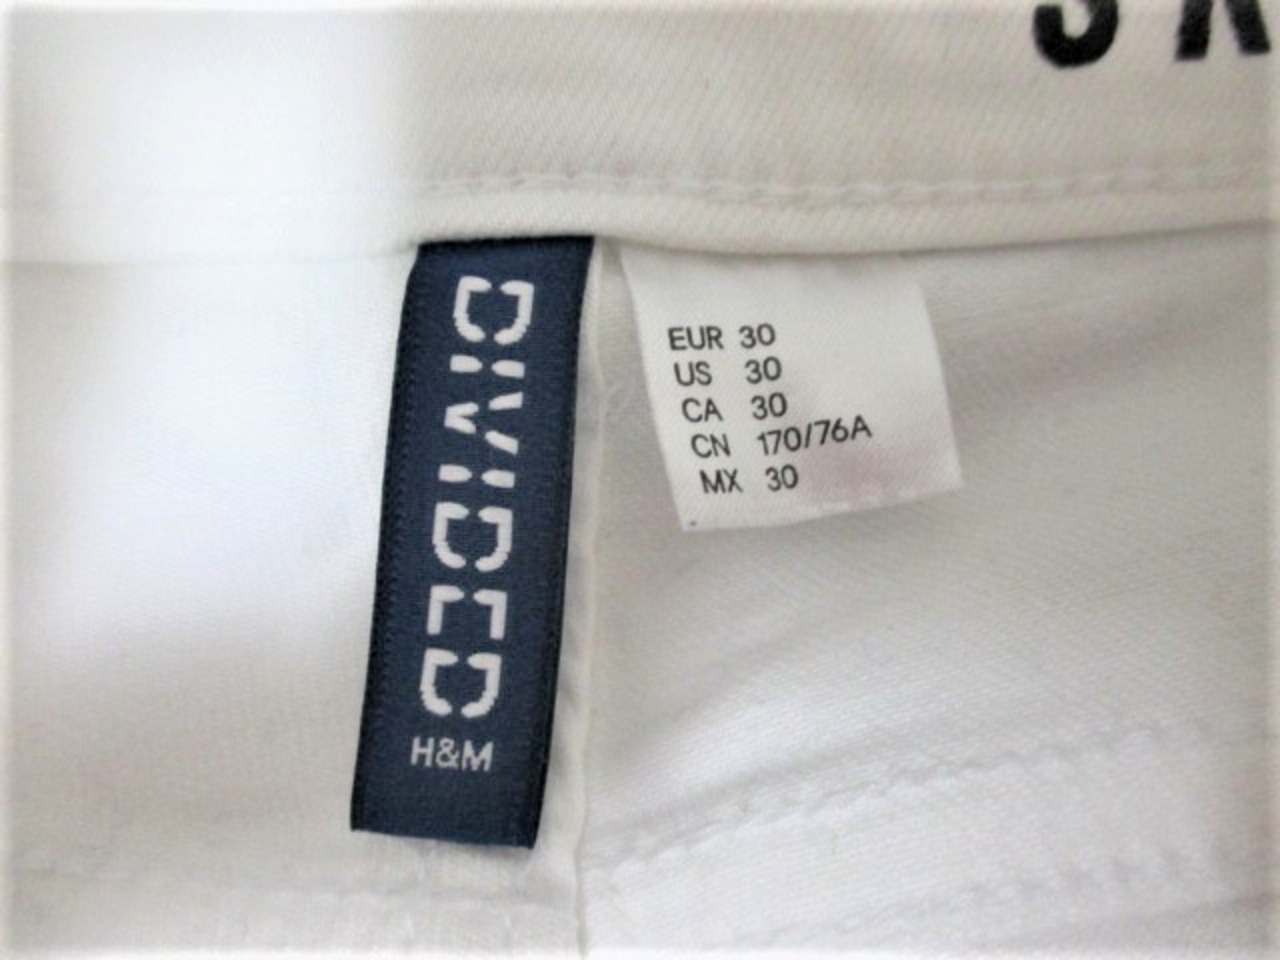 DIVIDED
H&M
EUR 30
US 30
CA 30
CN 170/76A
MX 30